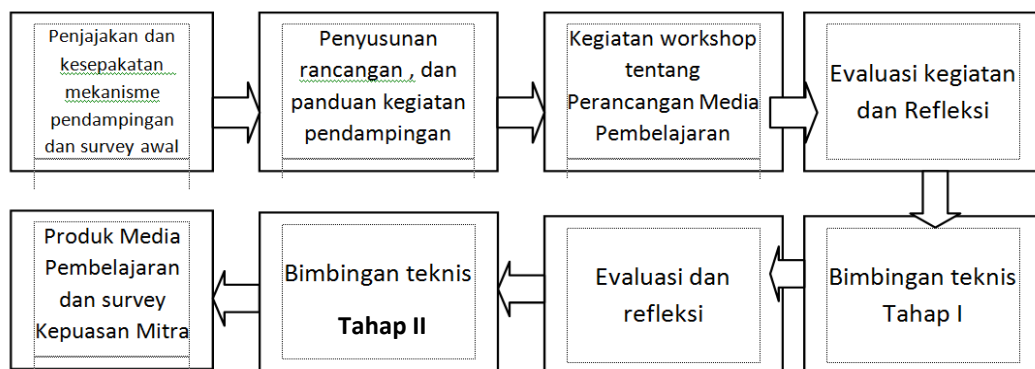 Penjajakan dan
kesepakatan
mekanisme
pendampingan
dan survey awal
Penyusunan
rancangan , dan
panduan kegiatan
pendampingan
Kegiatan workshop
tentang
Perancangan Media
Pembelajaran
Evaluasi kegiatan
dan Refleksi
Bimbingan teknis
Tahap I
Evaluasi dan
refleksi
Bimbingan teknis
Tahap II
Produk Media
Pembelajaran
dan survey
Kepuasan Mitra